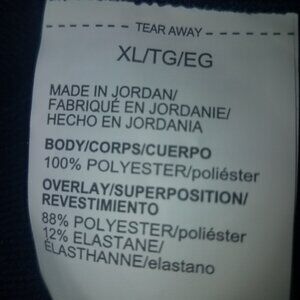 TEAR AWAY
XL/TG/EG
MADE IN JORDAN/
FABRIQUÉ EN JORDANIE/
HECHO EN JORDANIA
BODY/CORPS/CUERPO
100% POLYESTER/poliéster
OVERLAY/SUPERPOSITION/
REVESTIMIENTO
88% POLYESTER/poliéster
12% ELASTANE/
ÉLASTHANNE/elastano